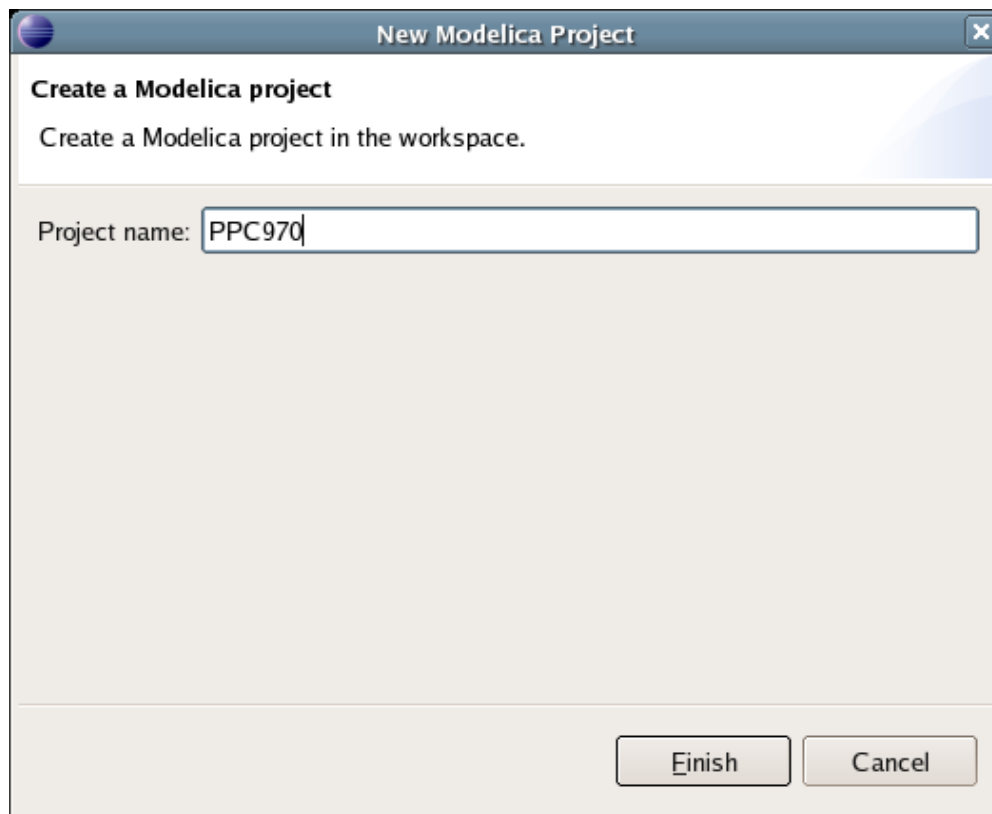 New Modelica Project
Create a Modelica project
Create a Modelica project in the workspace.
Project name: PPC970
Finish Cancel